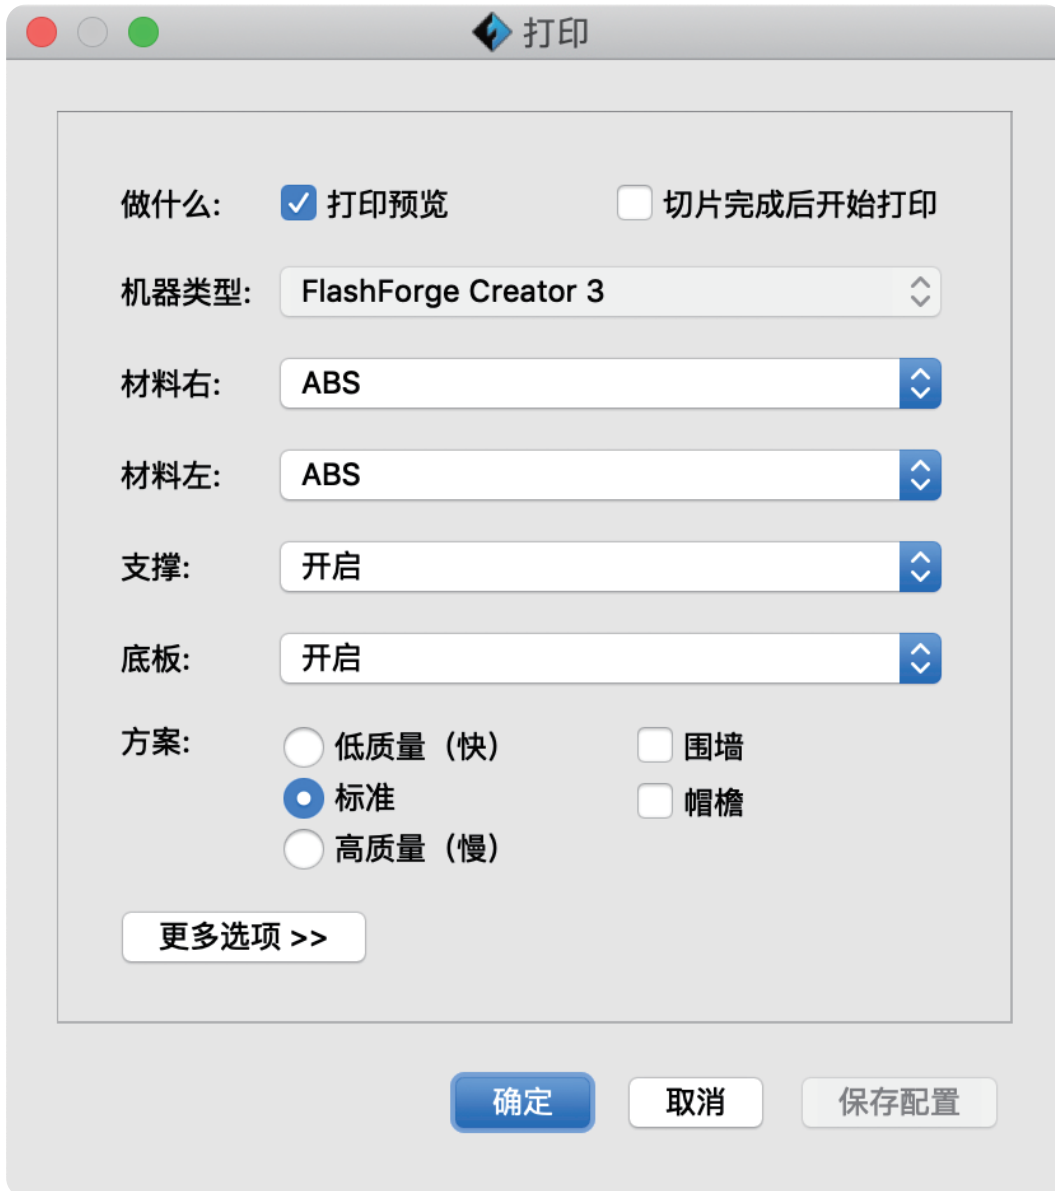 打印
做什么: 打印预览 切片完成后开始打印
机器类型: FlashForge Creator 3
材料右: ABS
材料左: ABS
支撑: 开启
底板: 开启
方案: 低质量（快） 围墙
标准 帽檐
高质量（慢）
更多选项 >>
确定 取消 保存配置